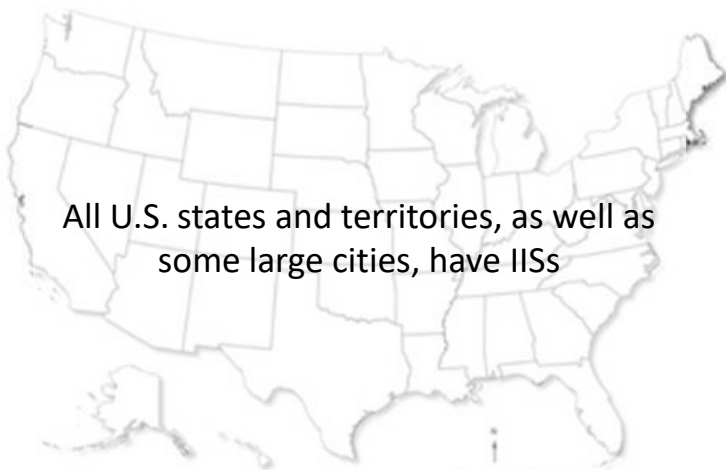 All U.S. states and territories, as well as
some large cities, have IISs